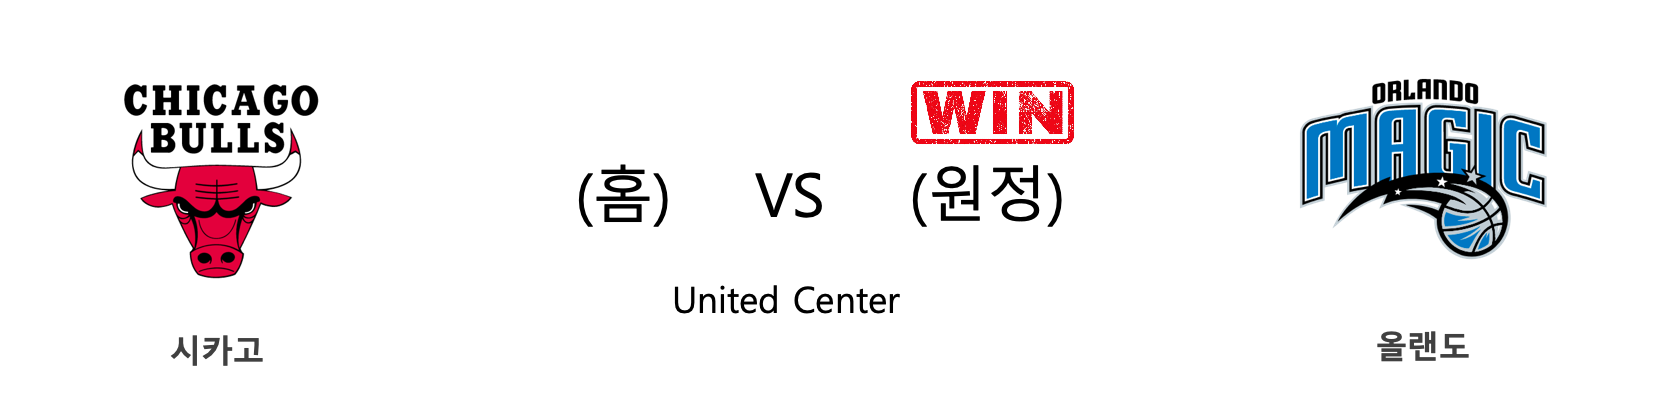 CHICAGO
BULLS
시카고
WIN
(홈) VS (원정)
United Center
ORLANDO
MAGIC
올랜도